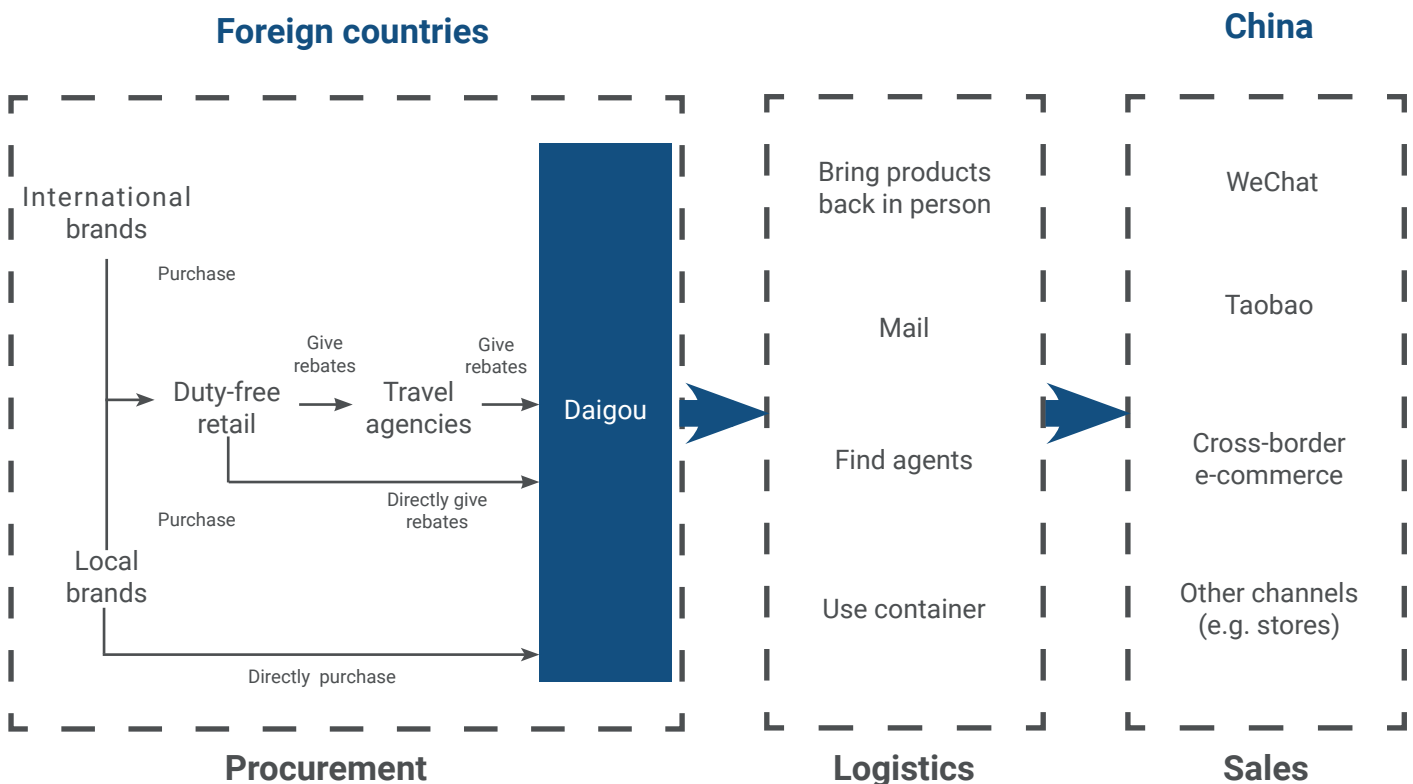 Foreign countries
China
International
brands
Purchase
Give
rebates
Give
rebates
Duty-free
retail
Travel
agencies
Daigou
Directly give
rebates
Purchase
Local
brands
Directly purchase
Procurement
Bring products
back in person
Mail
Find agents
Use container
Logistics
WeChat
Taobao
Cross-border
e-commerce
Other channels
(e.g. stores)
Sales